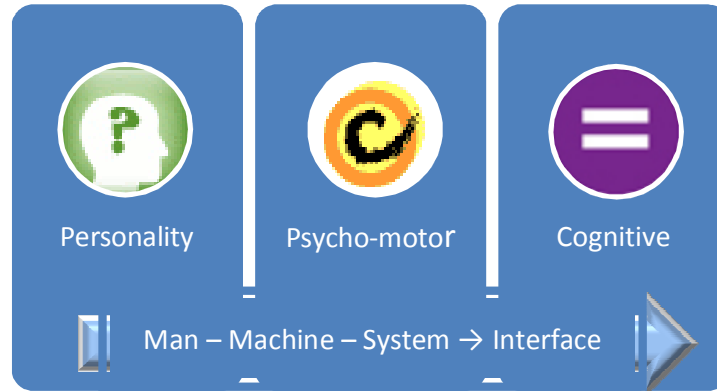 Personality
Psycho-motor
Cognitive
Man – Machine – System → Interface